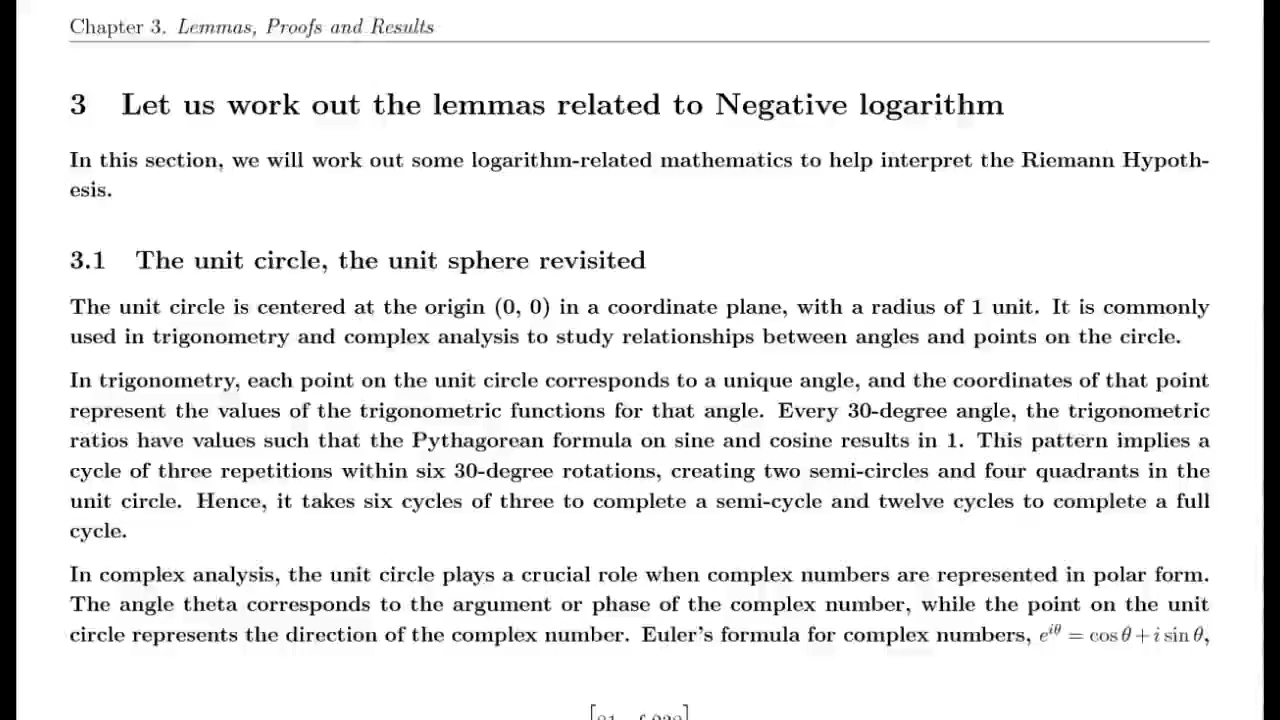 Chapter 3. Lemmas, Proofs and Results
3 Let us work out the lemmas related to Negative logarithm
In this section, we will work out some logarithm-related mathematics to help interpret the Riemann Hypoth-
esis.
3.1 The unit circle, the unit sphere revisited
The unit circle is centered at the origin (0, 0) in a coordinate plane, with a radius of 1 unit. It is commonly
used in trigonometry and complex analysis to study relationships between angles and points on the circle.
In trigonometry, each point on the unit circle corresponds to a unique angle, and the coordinates of that point
represent the values of the trigonometric functions for that angle. Every 30-degree angle, the trigonometric
ratios have values such that the Pythagorean formula on sine and cosine results in 1. This pattern implies a
cycle of three repetitions within six 30-degree rotations, creating two semi-circles and four quadrants in the
unit circle. Hence, it takes six cycles of three to complete a semi-cycle and twelve cycles to complete a full
cycle.
In complex analysis, the unit circle plays a crucial role when complex numbers are represented in polar form.
The angle theta corresponds to the argument or phase of the complex number, while the point on the unit
circle represents the direction of the complex number. Euler's formula for complex numbers, e^{iθ} = cos θ + i sin θ,